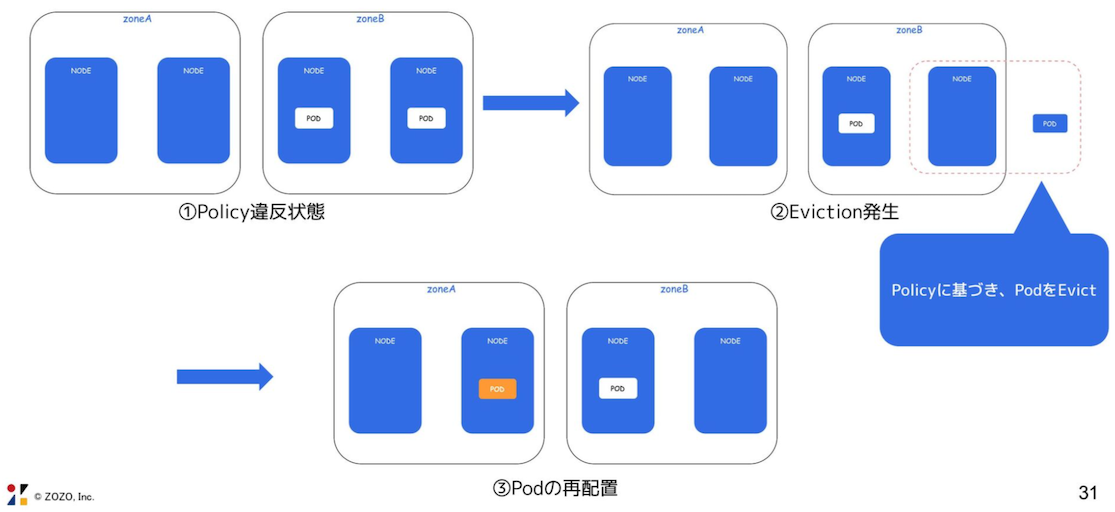 zoneA
zoneB
NODE
NODE
NODE
NODE
POD
POD
①Policy違反状態
zoneA
zoneB
NODE
NODE
NODE
NODE
POD
POD
②Eviction発生
Policyに基づき、PodをEvict
zoneA
zoneB
NODE
NODE
NODE
NODE
POD
POD
③Podの再配置
© ZOZO, Inc.
31